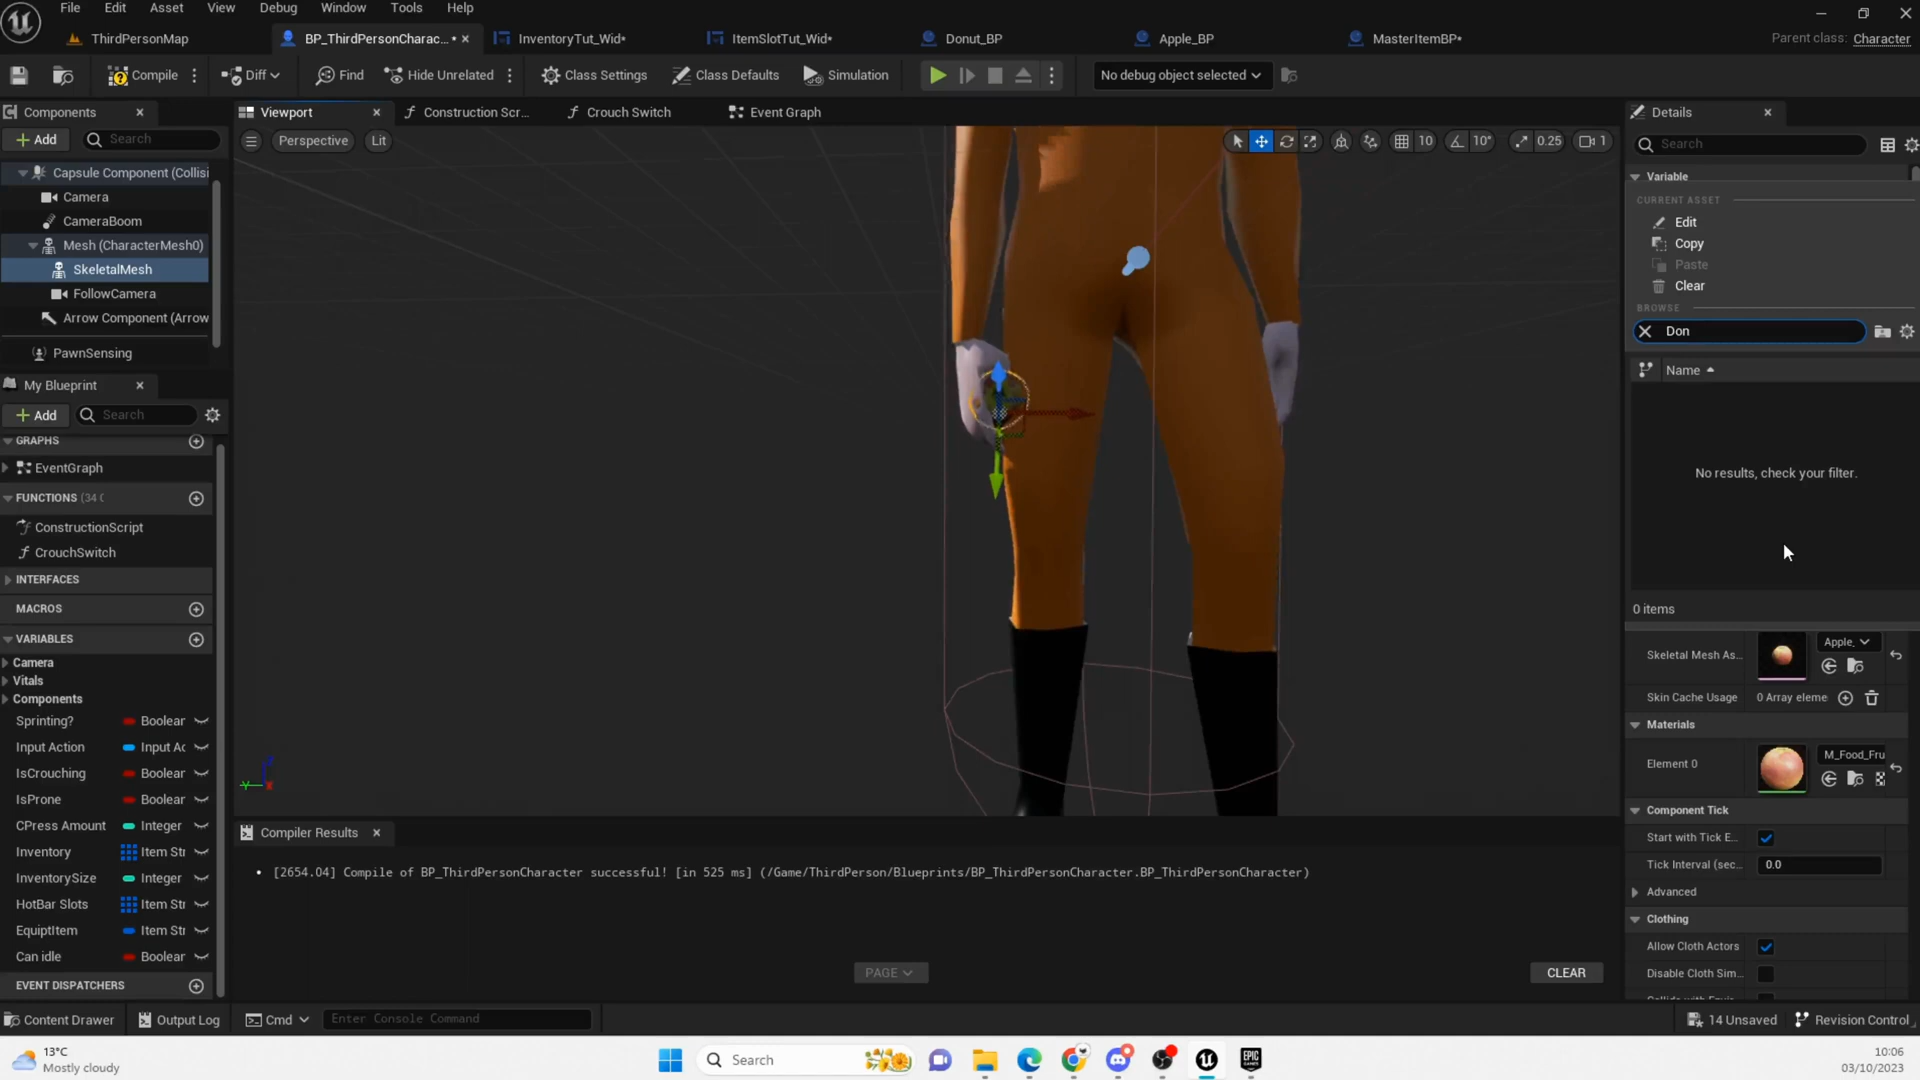 File Edit Asset View Debug Window Tools Help
ThirdPersonMap BP_ThirdPersonCharac... • InventoryTut_Wid* ItemSlotTut_Wid* Donut_BP Apple_BP MasterItemBP* Parent class: Character
Compile Diff Find Hide Unrelated Class Settings Class Defaults Simulation No debug object selected
Components Viewport Construction Scr... Crouch Switch Event Graph Details
Add Search Perspective Lit 10 10° 0.25 1 Search
Capsule Component (Collisi
Camera
CameraBoom
Mesh (CharacterMesh0)
SkeletalMesh
FollowCamera
Arrow Component (Arrow
PawnSensing
My Blueprint
Add Search
GRAPHS
EventGraph
FUNCTIONS (34
ConstructionScript
CrouchSwitch
INTERFACES
MACROS
VARIABLES
Camera
Vitals
Components
Sprinting? Boolear
Input Action Input Ac
IsCrouching Boolear
IsProne Boolear
CPress Amount Integer
Inventory Item Str
InventorySize Integer
HotBar Slots Item Str
EquiptItem Item Str
Can idle Boolear
EVENT DISPATCHERS
Compiler Results
[2654.04] Compile of BP_ThirdPersonCharacter successful! [in 525 ms] (/Game/ThirdPerson/Blueprints/BP_ThirdPersonCharacter.BP_ThirdPersonCharacter)
PAGE CLEAR
Variable
CURRENT ASSET
Edit
Copy
Paste
Clear
BROWSE
Don
Name
No results, check your filter.
0 items
Skeletal Mesh As... Apple_
Skin Cache Usage 0 Array eleme
Materials
Element 0 M_Food_Fru
Component Tick
Start with Tick E...
Tick Interval (sec... 0.0
Advanced
Clothing
Allow Cloth Actors
Disable Cloth Sim...
Content Drawer Output Log Cmd Enter Console Command 14 Unsaved Revision Control
13°C
Mostly cloudy
Search
EPIC
GAMES
10:06
03/10/2023